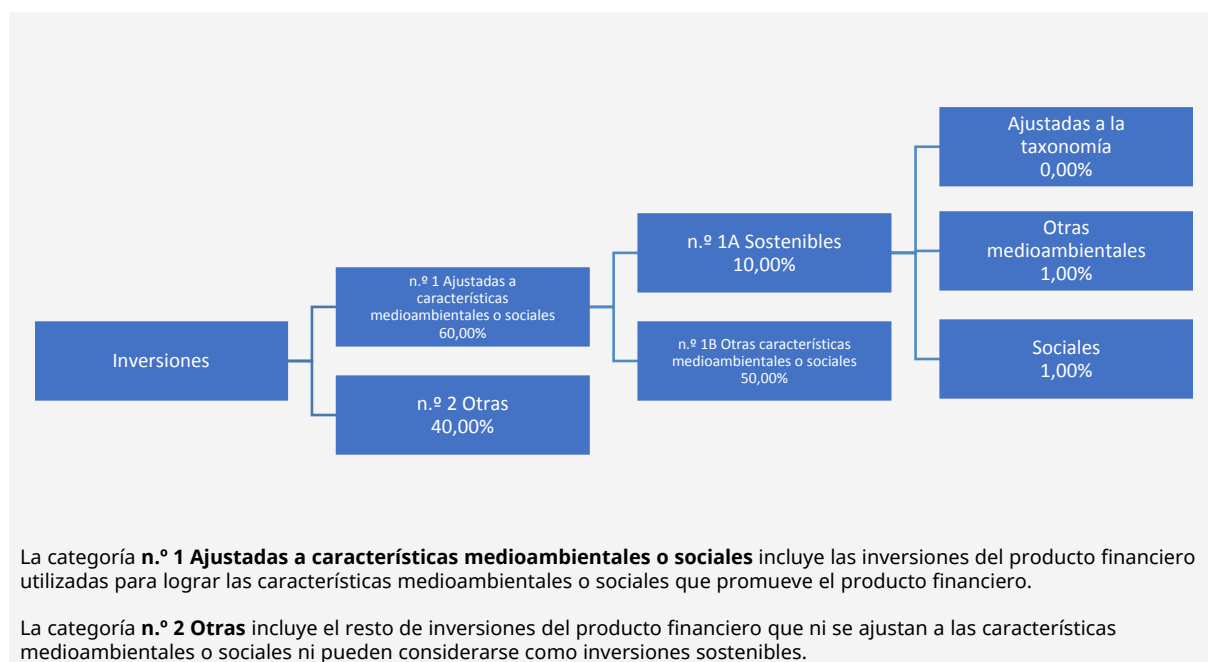 Inversiones
n.º 1 Ajustadas a
características
medioambientales o sociales
60,00%
n.º 2 Otras
40,00%
n.º 1A Sostenibles
10,00%
n.º 1B Otras características
medioambientales o sociales
50,00%
Ajustadas a la
taxonomía
0,00%
Otras
medioambientales
1,00%
Sociales
1,00%
La categoría n.º 1 Ajustadas a características medioambientales o sociales incluye las inversiones del producto financiero
utilizadas para lograr las características medioambientales o sociales que promueve el producto financiero.
La categoría n.º 2 Otras incluye el resto de inversiones del producto financiero que ni se ajustan a las características
medioambientales o sociales ni pueden considerarse como inversiones sostenibles.